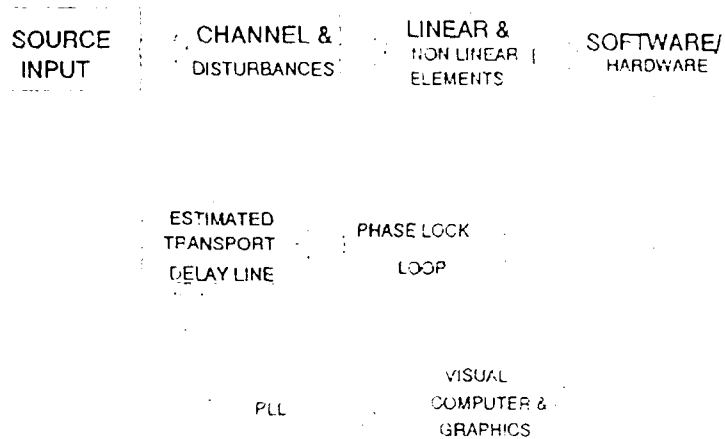 SOURCE
INPUT
CHANNEL &
DISTURBANCES
LINEAR &
NON LINEAR
ELEMENTS
SOFTWARE/
HARDWARE
ESTIMATED
TRANSPORT
DELAY LINE
PHASE LOCK
LOOP
PLL
VISUAL
COMPUTER &
GRAPHICS